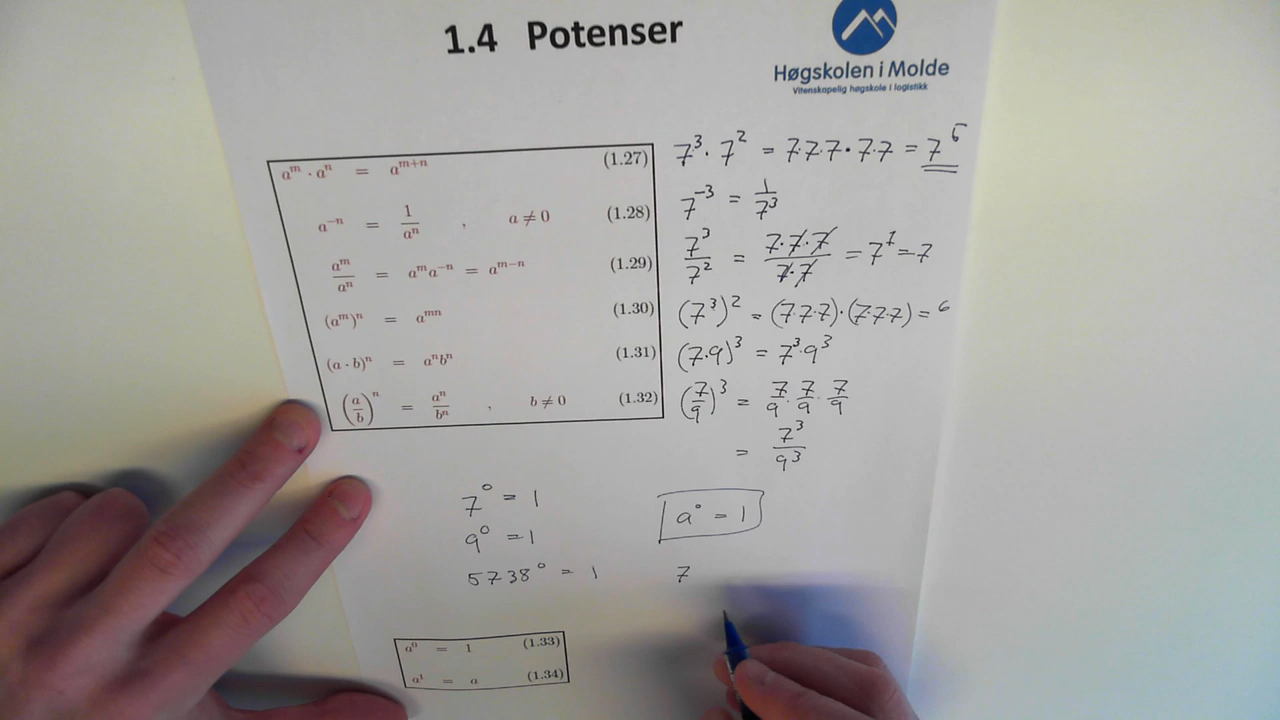 1.4 Potenser
Høgskolen i Molde
Vitenskapelig høgskole i logistikk
a^m · a^n = a^{m+n} (1.27)
a^{-n} = 1/a^n , a ≠ 0 (1.28)
a^m/a^n = a^m a^{-n} = a^{m-n} (1.29)
(a^m)^n = a^{mn} (1.30)
(a · b)^n = a^n b^n (1.31)
(a/b)^n = a^n/b^n , b ≠ 0 (1.32)
7^3 · 7^2 = 7·7·7·7·7 = 7^5
7^{-3} = 1/7^3
7^3/7^2 = 7·7·7/7·7 = 7^1 = 7
(7^3)^2 = (7·7·7)·(7·7·7) = ^6
(7·9)^3 = 7^3·9^3
(7/9)^3 = 7/9 · 7/9 · 7/9
= 7^3/9^3
7^0 = 1
9^0 = 1
5738^0 = 1
a^0 = 1
7
a^0 = 1 (1.33)
a^1 = a (1.34)